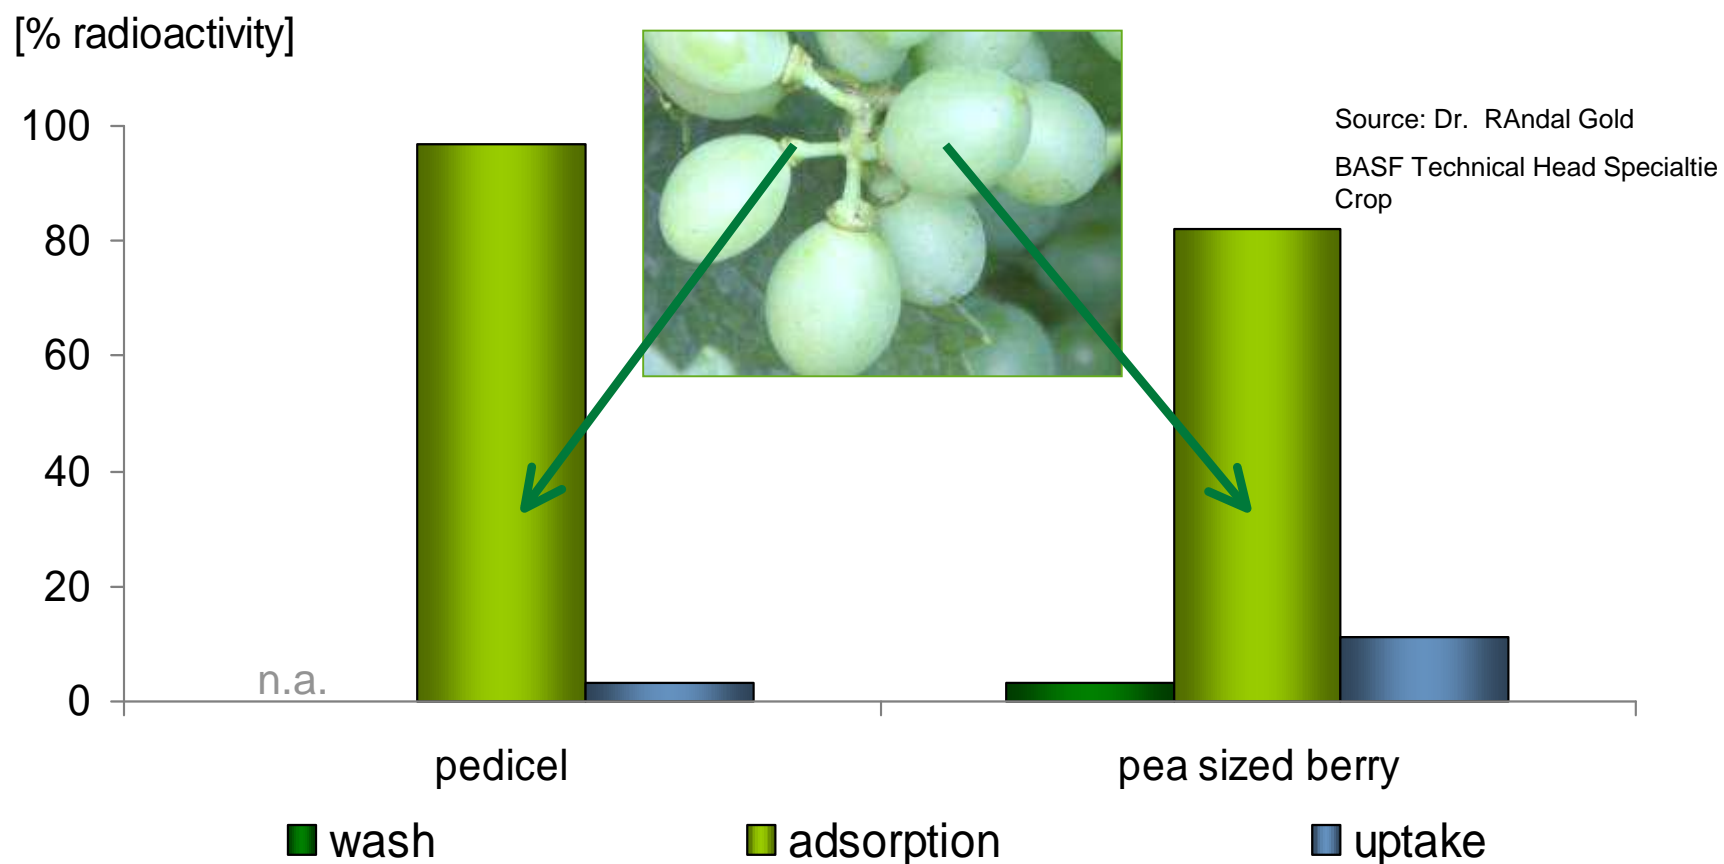 [% radioactivity]
Source: Dr. RAndal Gold
BASF Technical Head Specialtie
Crop
100
80
60
40
20
0
n.a.
pedicel
pea sized berry
wash
adsorption
uptake